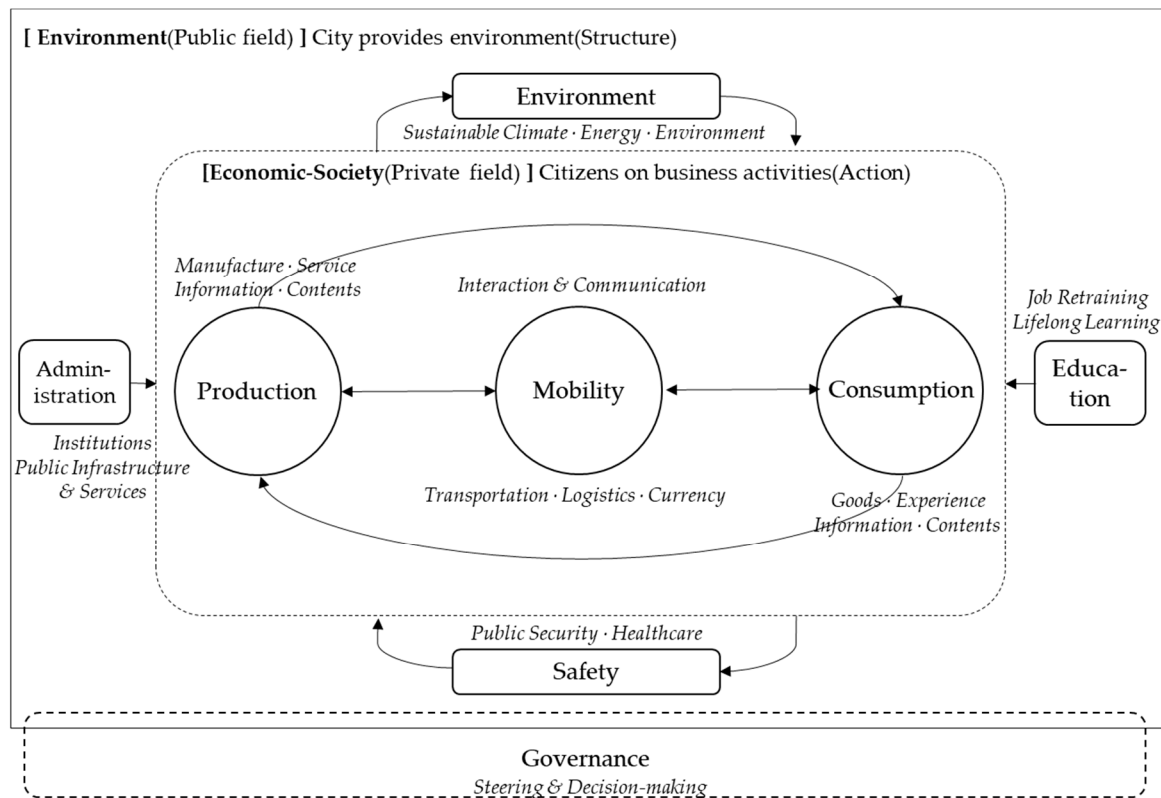 [ Environment(Public field) ] City provides environment(Structure)
Environment
Sustainable Climate · Energy · Environment
[Economic-Society(Private field) ] Citizens on business activities(Action)
Manufacture · Service
Information · Contents
Interaction & Communication
Job Retraining
Lifelong Learning
Admin-
istration
Production
Mobility
Consumption
Educa-
tion
Institutions
Public Infrastructure
& Services
Transportation · Logistics · Currency
Goods · Experience
Information · Contents
Public Security · Healthcare
Safety
Governance
Steering & Decision-making